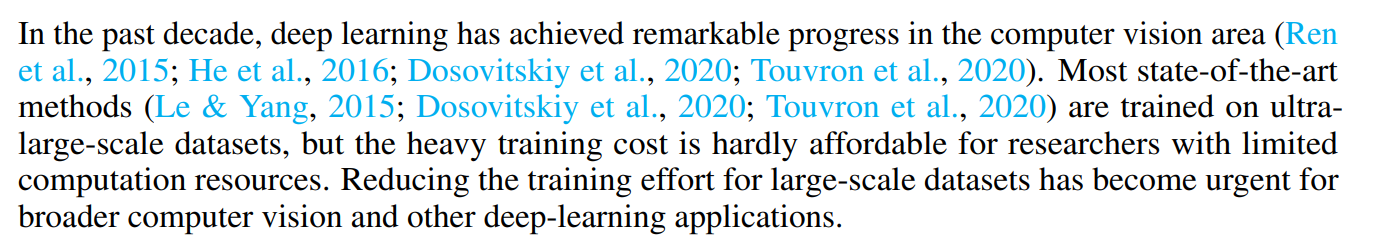 In the past decade, deep learning has achieved remarkable progress in the computer vision area (Ren
et al., 2015; He et al., 2016; Dosovitskiy et al., 2020; Touvron et al., 2020). Most state-of-the-art
methods (Le & Yang, 2015; Dosovitskiy et al., 2020; Touvron et al., 2020) are trained on ultra-
large-scale datasets, but the heavy training cost is hardly affordable for researchers with limited
computation resources. Reducing the training effort for large-scale datasets has become urgent for
broader computer vision and other deep-learning applications.